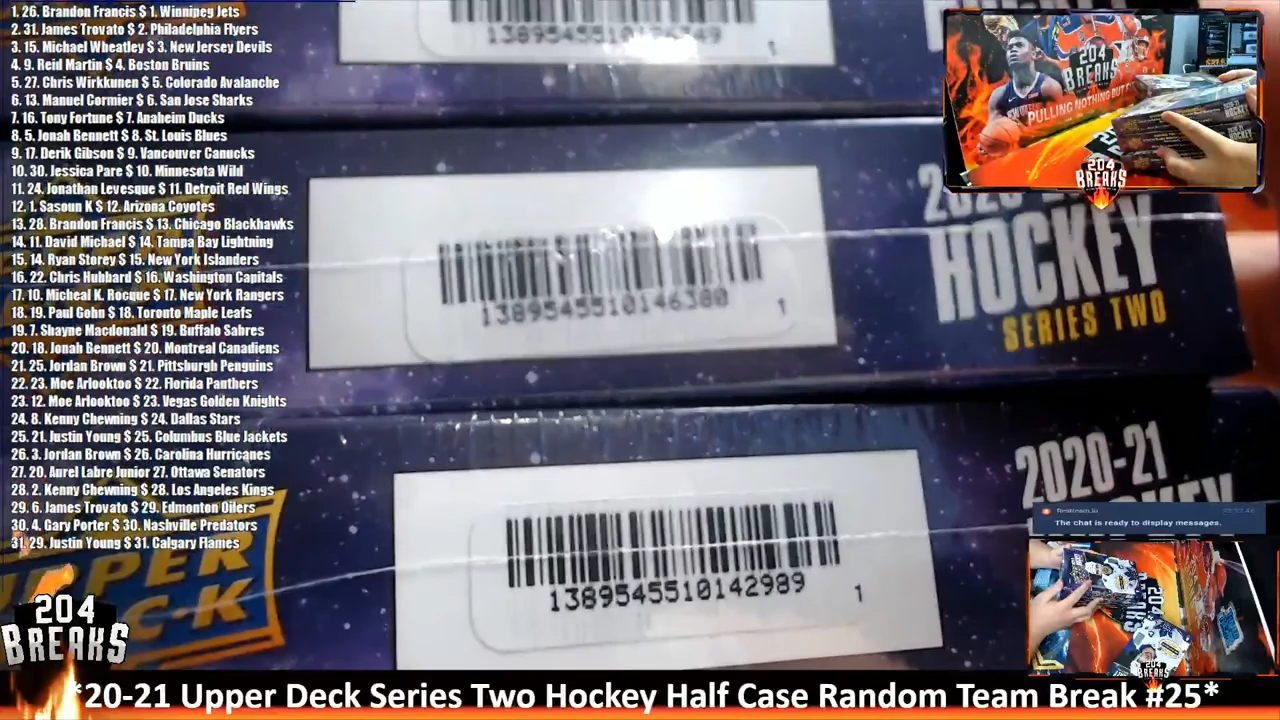 1. 26. Brandon Francis $ 1. Winnipeg Jets
2. 31. James Trovato $ 2. Philadelphia Flyers
3. 15. Michael Wheatley $ 3. New Jersey Devils
4. 9. Reid Martin $ 4. Boston Bruins
5. 27. Chris Wirkkunen $ 5. Colorado Avalanche
6. 13. Manuel Cormier $ 6. San Jose Sharks
7. 16. Tony Fortune $ 7. Anaheim Ducks
8. 5. Jonah Bennett $ 8. St. Louis Blues
9. 17. Derik Gibson $ 9. Vancouver Canucks
10. 30. Jessica Pare $ 10. Minnesota Wild
11. 24. Jonathan Levesque $ 11. Detroit Red Wings
12. 1. Sasoun K $ 12. Arizona Coyotes
13. 28. Brandon Francis $ 13. Chicago Blackhawks
14. 11. David Michael $ 14. Tampa Bay Lightning
15. 14. Ryan Storey $ 15. New York Islanders
16. 22. Chris Hubbard $ 16. Washington Capitals
17. 10. Micheal K. Rocque $ 17. New York Rangers
18. 19. Paul Gohn $ 18. Toronto Maple Leafs
19. 7. Shayne Macdonald $ 19. Buffalo Sabres
20. 18. Jonah Bennett $ 20. Montreal Canadiens
21. 25. Jordan Brown $ 21. Pittsburgh Penguins
22. 23. Moe Arlooktoo $ 22. Florida Panthers
23. 12. Moe Arlooktoo $ 23. Vegas Golden Knights
24. 8. Kenny Chewning $ 24. Dallas Stars
25. 21. Justin Young $ 25. Columbus Blue Jackets
26. 3. Jordan Brown $ 26. Carolina Hurricanes
27. 20. Aurel Labre Junior 27. Ottawa Senators
28. 2. Kenny Chewning $ 28. Los Angeles Kings
29. 6. James Trovato $ 29. Edmonton Oilers
30. 4. Gary Porter $ 30. Nashville Predators
31. 29. Justin Young $ 31. Calgary Flames
1
HOCKEY
SERIES TWO
1389545510146380 1
2020-21
1389545510142989 1
UPPER
204
BREAKS
204
BREAKS
PULLING NOTHING BUT
204
BREAKS
The chat is ready to display messages.
204
BREAKS
*20-21 Upper Deck Series Two Hockey Half Case Random Team Break #25*